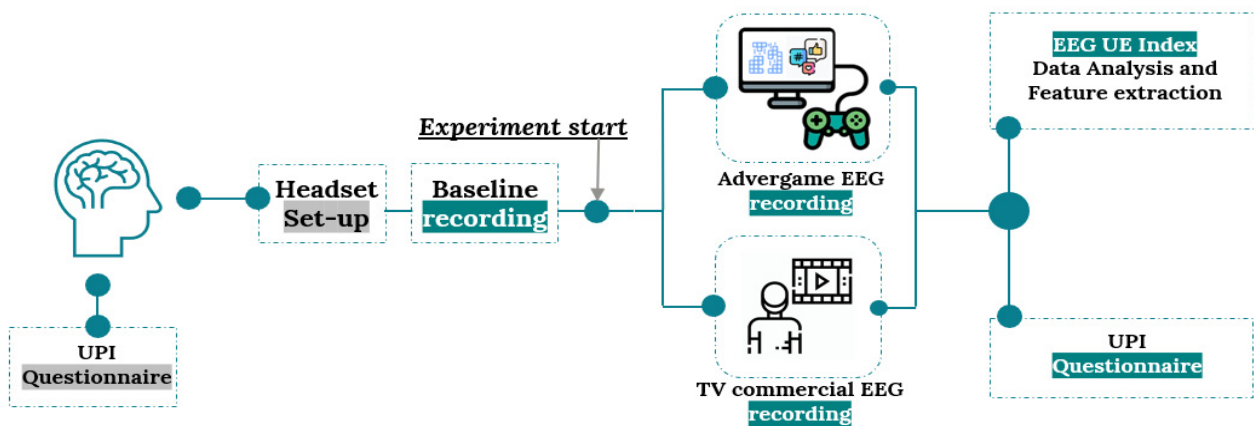 UPI
Questionnaire
Headset
Set-up
Baseline
recording
Experiment start
#
Advergame EEG
recording
TV commercial EEG
recording
EEG UE Index
Data Analysis and
Feature extraction
UPI
Questionnaire